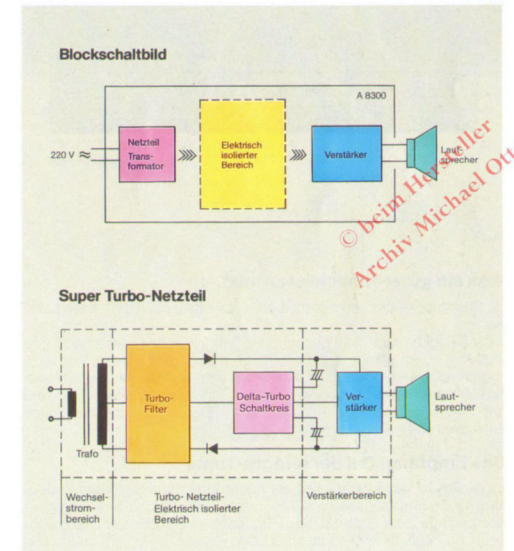 Blockschaltbild
A 8300
220 V ≈
Netzteil
Trans-
formator
Elektrisch
isolierter
Bereich
Verstärker
Laut-
sprecher
© beim Hersteller
Archiv Michael Ott
Super Turbo-Netzteil
Trafo
Turbo-
Filter
Delta-Turbo
Schaltkreis
Ver-
stärker
Laut-
sprecher
Wechsel-
strom-
bereich
Turbo- Netzteil-
Elektrisch isolierter
Bereich
Verstärkerbereich